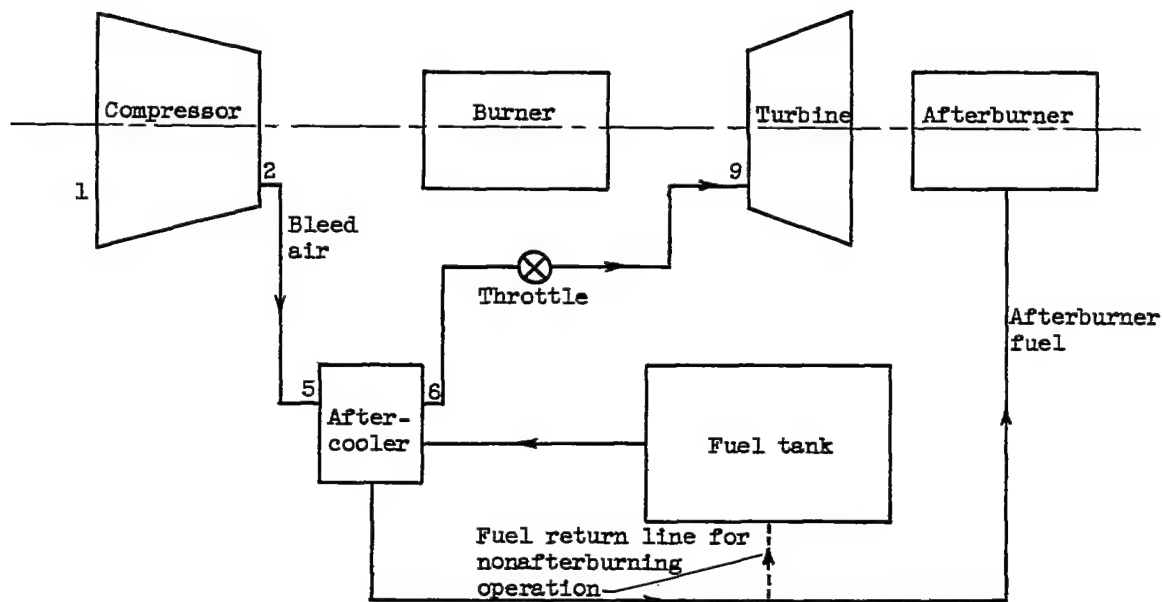 Compressor
Burner
Turbine
Afterburner
1
2
9
Bleed
air
Throttle
Afterburner
fuel
5
6
After-
cooler
Fuel tank
Fuel return line for
nonafterburning
operation